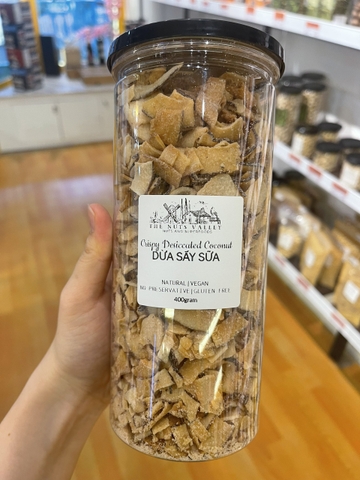 THE NUTS VALLEY
Crispy Desiccated Coconut
DỪA SẤY SỮA
NATURAL | VEGAN
NO PRESERVATIVE | GLUTEN FREE
400gram